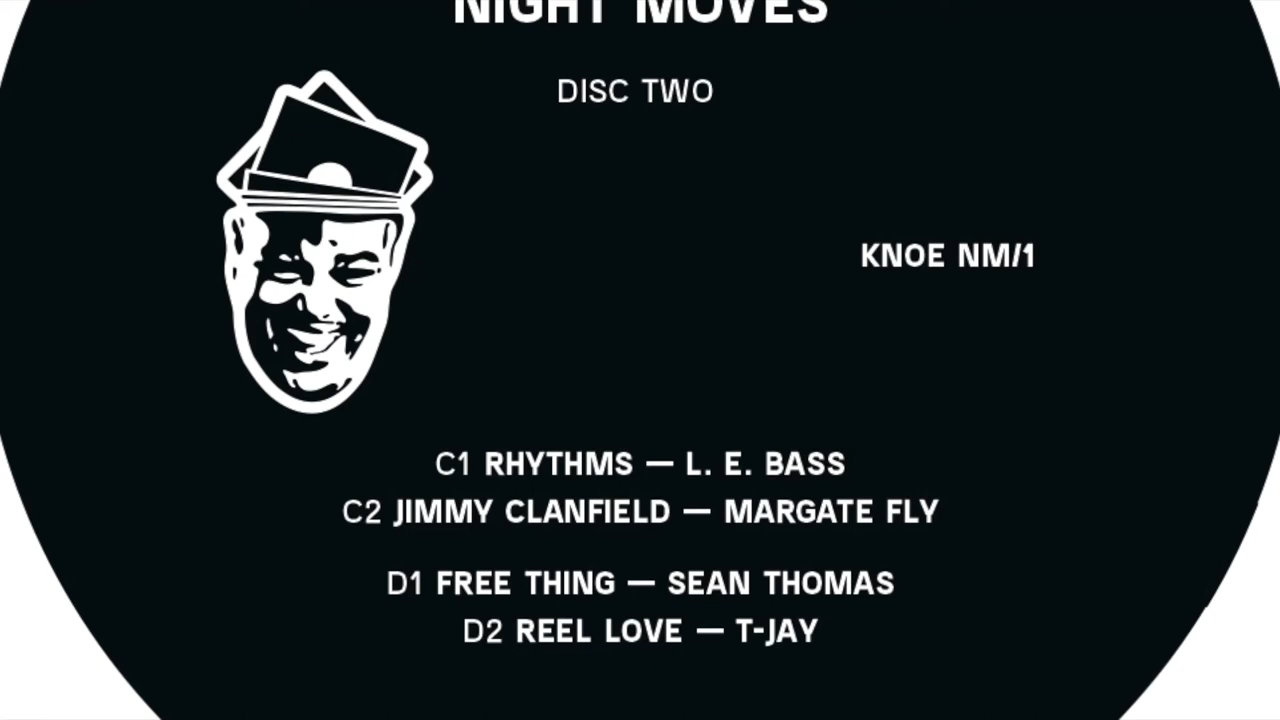 NIGHT MOVES
DISC TWO
KNOE NM/1
C1 RHYTHMS — L. E. BASS
C2 JIMMY CLANFIELD — MARGATE FLY
D1 FREE THING — SEAN THOMAS
D2 REEL LOVE — T-JAY